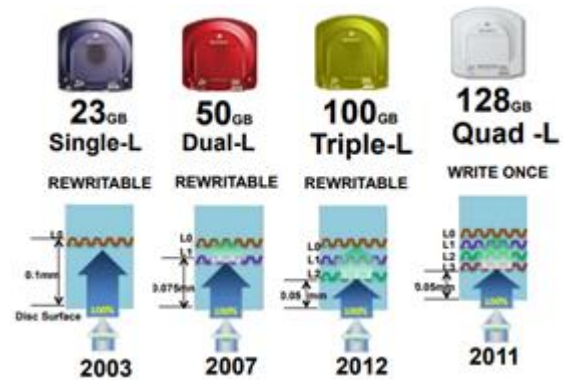 23GB
Single-L
REWRITABLE
L0
0.1mm
Disc Surface
100%
2003
50GB
Dual-L
REWRITABLE
L0
L1
0.075mm
100%
2007
100GB
Triple-L
REWRITABLE
L0
L1
L2
0.05mm
100%
2012
128GB
Quad -L
WRITE ONCE
L0
L1
L2
L3
0.05mm
100%
2011